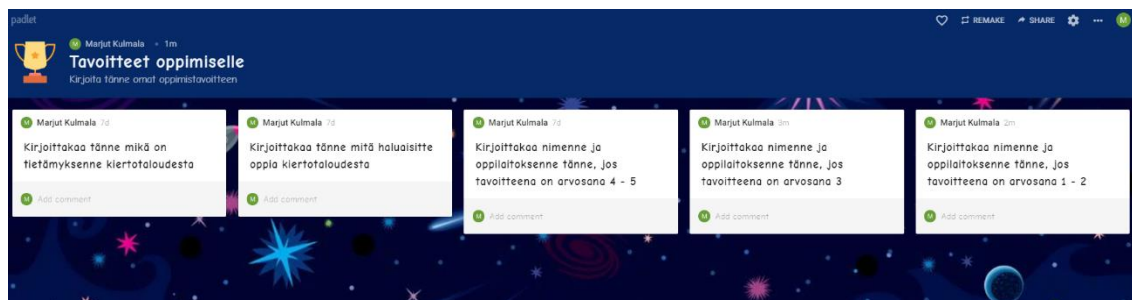 padlet
REMAKE SHARE
M
M Marjut Kulmala • 1m
Tavoitteet oppimiselle
Kirjoita tänne omat oppimistavoitteen
M Marjut Kulmala 7d
Kirjoittakaa tänne mikä on
tietämyksenne kiertotaloudesta
M Add comment
M Marjut Kulmala 7d
Kirjoittakaa tänne mitä haluaisitte
oppia kiertotaloudesta
M Add comment
M Marjut Kulmala 7d
Kirjoittakaa nimenne ja
oppilaitoksenne tänne, jos
tavoitteena on arvosana 4 - 5
M Add comment
M Marjut Kulmala 3m
Kirjoittakaa nimenne ja
oppilaitoksenne tänne, jos
tavoitteena on arvosana 3
M Add comment
M Marjut Kulmala 2m
Kirjoittakaa nimenne ja
oppilaitoksenne tänne, jos
tavoitteena on arvosana 1 - 2
M Add comment